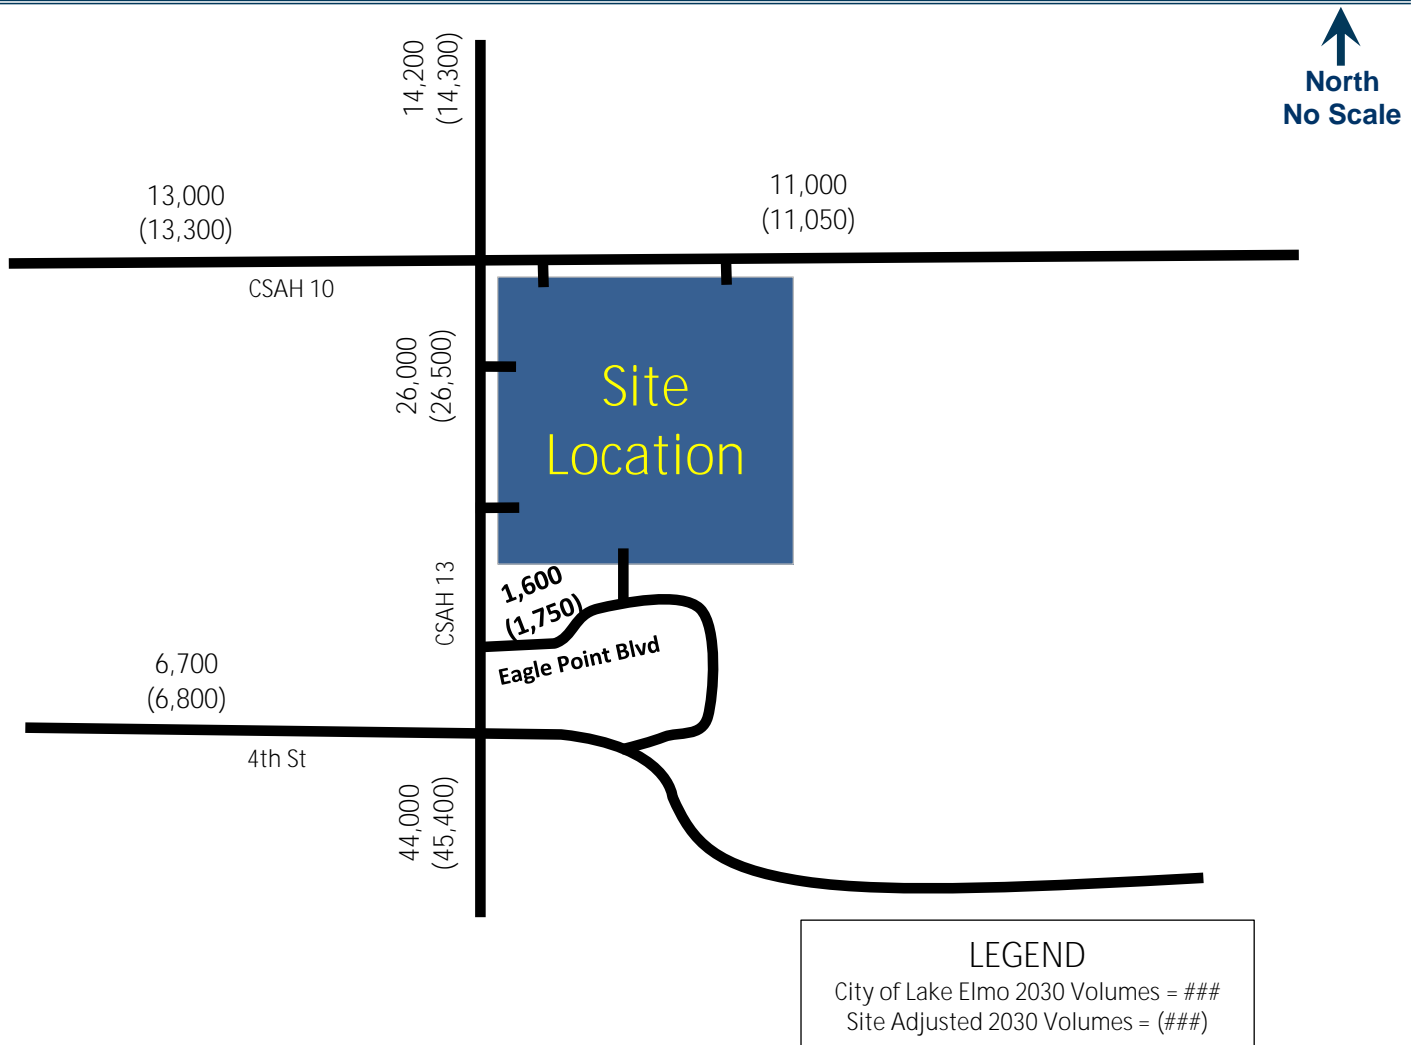 North
No Scale
14,200
(14,300)
13,000
(13,300)
11,000
(11,050)
CSAH 10
26,000
(26,500)
Site
Location
CSAH 13
1,600
(1,750)
Eagle Point Blvd
6,700
(6,800)
4th St
44,000
(45,400)
LEGEND
City of Lake Elmo 2030 Volumes = ###
Site Adjusted 2030 Volumes = (###)